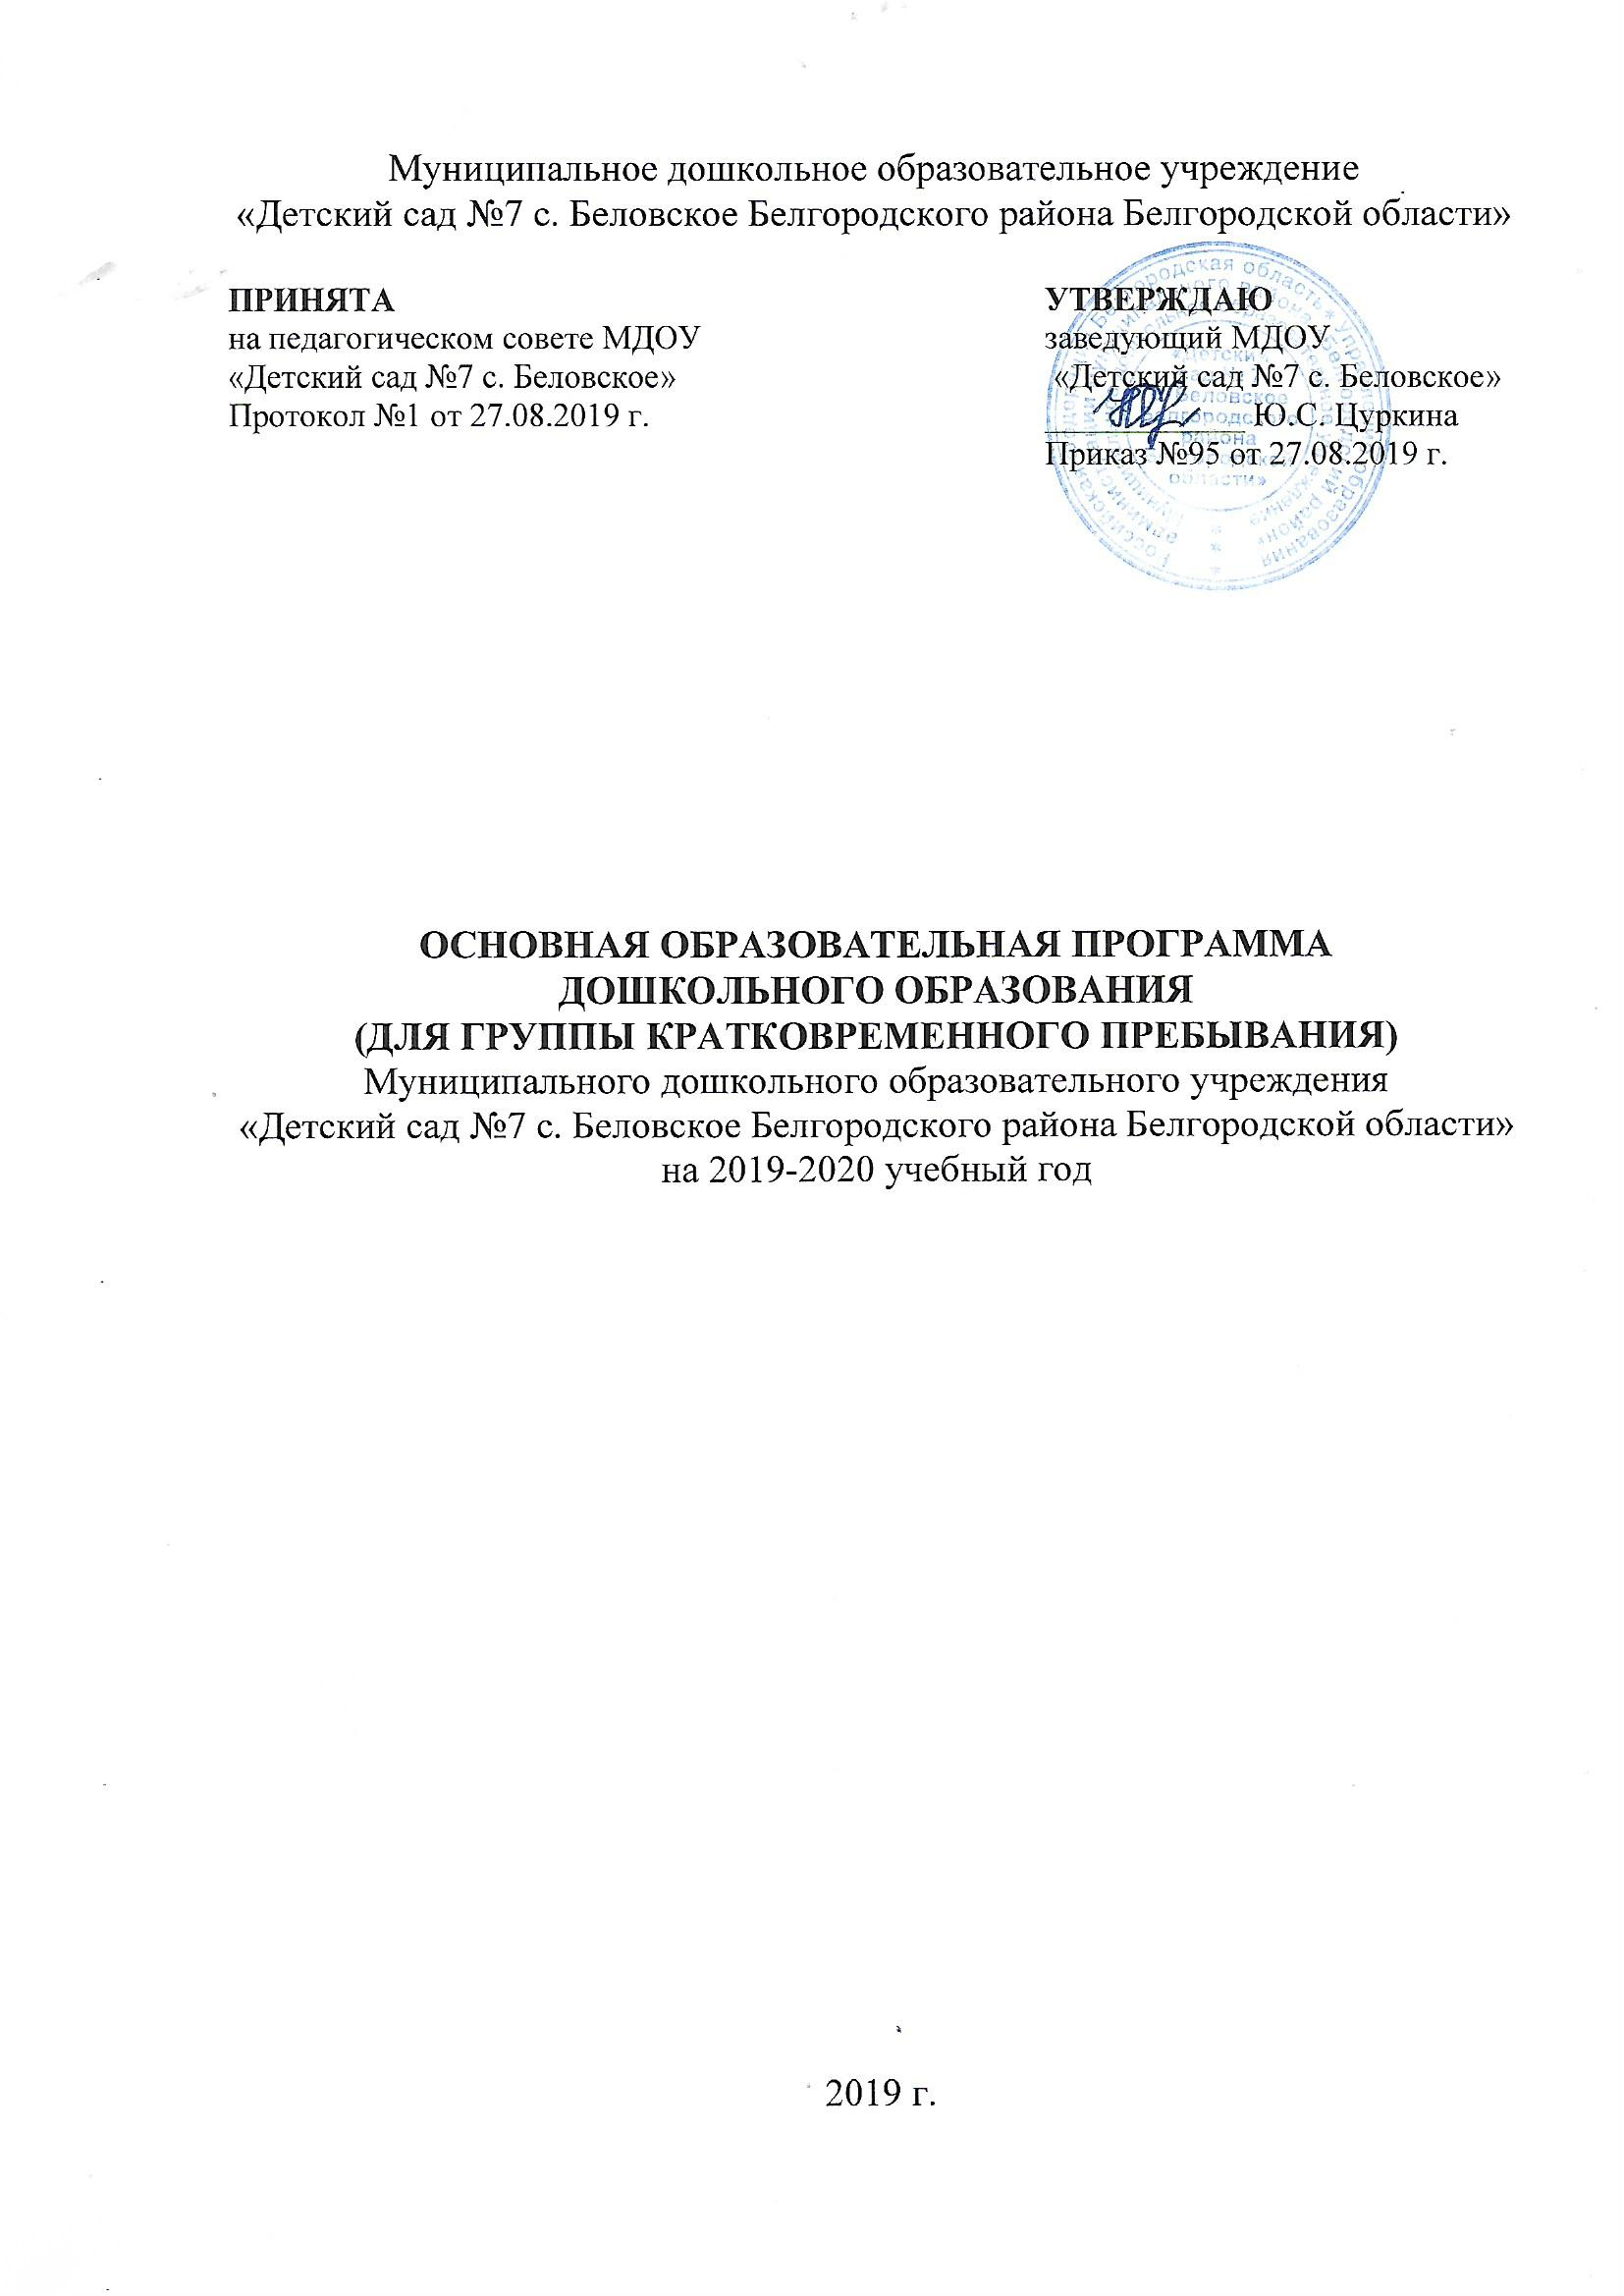 Муниципальное дошкольное образовательное учреждение
«Детский сад №7 с. Беловское Белгородского района Белгородской области»
ПРИНЯТА
на педагогическом совете МДОУ
«Детский сад №7 с. Беловское»
Протокол №1 от 27.08.2019 г.
УТВЕРЖДАЮ
заведующий МДОУ
«Детский сад №7 с. Беловское»
Ю.С. Цуркина
Приказ №95 от 27.08.2019 г.
Беловское
района
области»
ОСНОВНАЯ ОБРАЗОВАТЕЛЬНАЯ ПРОГРАММА
ДОШКОЛЬНОГО ОБРАЗОВАНИЯ
(ДЛЯ ГРУППЫ КРАТКОВРЕМЕННОГО ПРЕБЫВАНИЯ)
Муниципального дошкольного образовательного учреждения
«Детский сад №7 с. Беловское Белгородского района Белгородской области»
на 2019-2020 учебный год
2019 г.